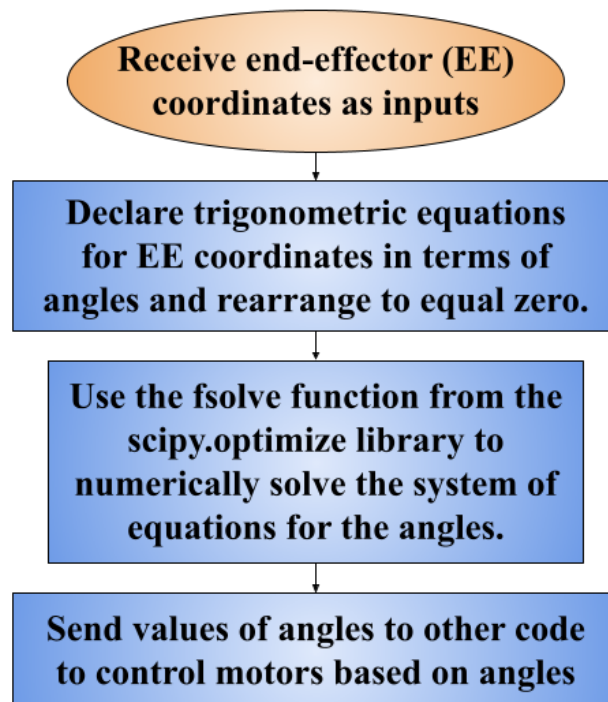 Receive end-effector (EE)
coordinates as inputs
Declare trigonometric equations
for EE coordinates in terms of
angles and rearrange to equal zero.
Use the fsolve function from the
scipy.optimize library to
numerically solve the system of
equations for the angles.
Send values of angles to other code
to control motors based on angles